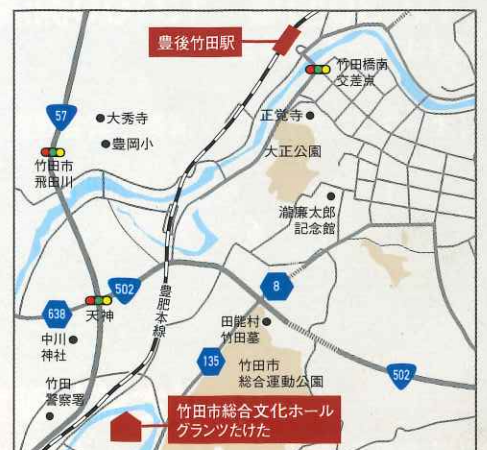 豊後竹田駅
竹田橋南
交差点
57
大秀寺
豊岡小
正覚寺
大正公園
竹田市
飛田川
瀧廉太郎
記念館
502
8
638
天神
豊肥本線
中川
神社
田能村
竹田墓
135
竹田市
総合運動公園
502
竹田
警察署
竹田市総合文化ホール
グランツたけた